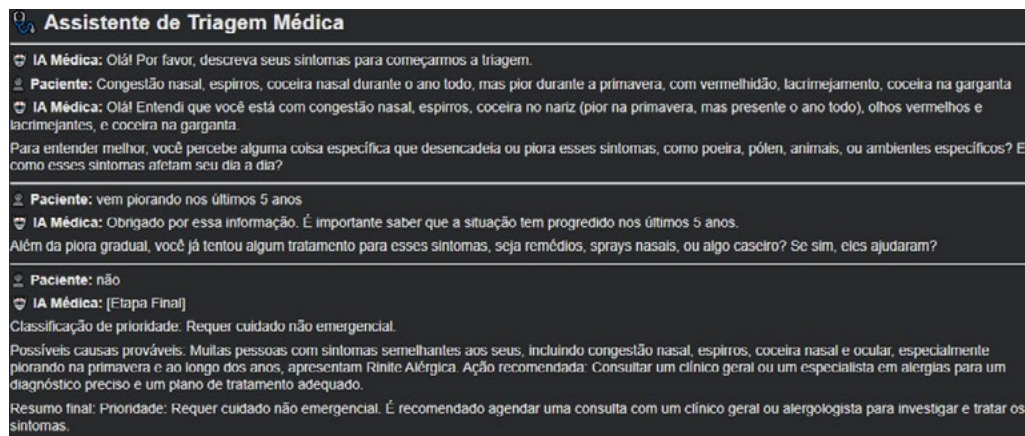 Assistente de Triagem Médica
IA Médica: Olá! Por favor, descreva seus sintomas para começarmos a triagem.
Paciente: Congestão nasal, espirros, coceira nasal durante o ano todo, mas pior durante a primavera, com vermelhidão, lacrimejamento, coceira na garganta
IA Médica: Olá! Entendi que você está com congestão nasal, espirros, coceira no nariz (pior na primavera, mas presente o ano todo), olhos vermelhos e
lacrimejantes, e coceira na garganta.
Para entender melhor, você percebe alguma coisa específica que desencadeia ou piora esses sintomas, como poeira, pólen, animais, ou ambientes específicos? E
como esses sintomas afetam seu dia a dia?
Paciente: vem piorando nos últimos 5 anos
IA Médica: Obrigado por essa informação. É importante saber que a situação tem progredido nos últimos 5 anos.
Além da piora gradual, você já tentou algum tratamento para esses sintomas, seja remédios, sprays nasais, ou algo caseiro? Se sim, eles ajudaram?
Paciente: não
IA Médica: [Etapa Final]
Classificação de prioridade: Requer cuidado não emergencial.
Possíveis causas prováveis: Muitas pessoas com sintomas semelhantes aos seus, incluindo congestão nasal, espirros, coceira nasal e ocular, especialmente
piorando na primavera e ao longo dos anos, apresentam Rinite Alérgica. Ação recomendada: Consultar um clínico geral ou um especialista em alergias para um
diagnóstico preciso e um plano de tratamento adequado.
Resumo final: Prioridade: Requer cuidado não emergencial. É recomendado agendar uma consulta com um clínico geral ou alergologista para investigar e tratar os
sintomas.